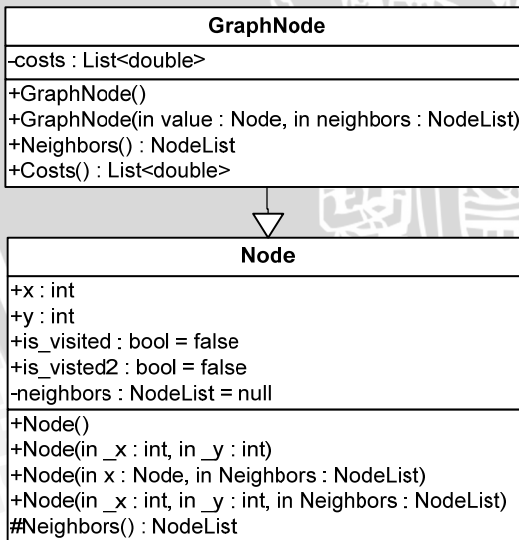 GraphNode
-costs : List<double>
+GraphNode()
+GraphNode(in value : Node, in neighbors : NodeList)
+Neighbors() : NodeList
+Costs() : List<double>
Node
+x : int
+y : int
+is_visited : bool = false
+is_visted2 : bool = false
-neighbors : NodeList = null
+Node()
+Node(in _x : int, in _y : int)
+Node(in x : Node, in Neighbors : NodeList)
+Node(in _x : int, in _y : int, in Neighbors : NodeList)
#Neighbors() : NodeList